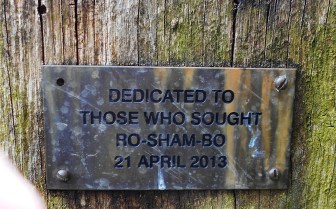 DEDICATED TO
THOSE WHO SOUGHT
RO-SHAM-BO
21 APRIL 2013